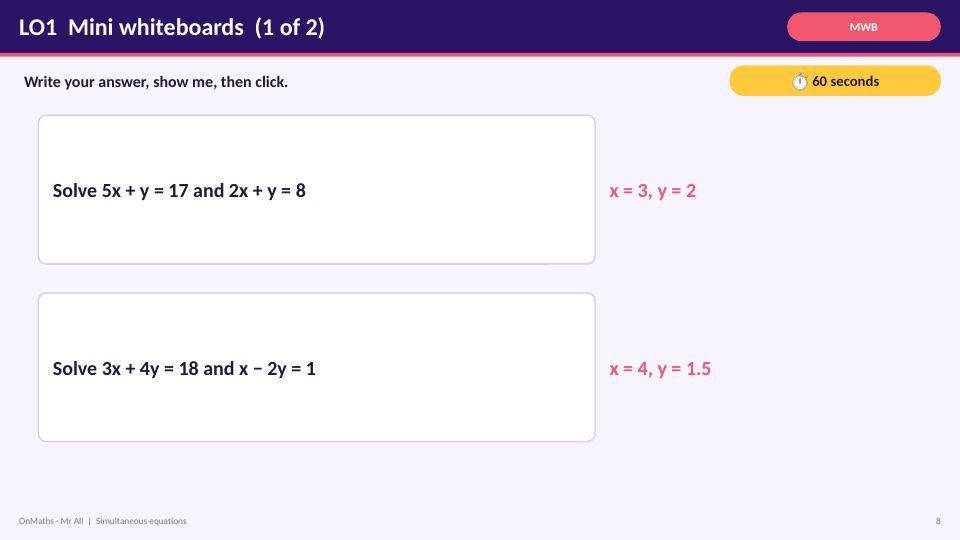 LO1 Mini whiteboards (1 of 2)
MWB
Write your answer, show me, then click.
⏱ 60 seconds
Solve 5x + y = 17 and 2x + y = 8
x = 3, y = 2
Solve 3x + 4y = 18 and x − 2y = 1
x = 4, y = 1.5
OnMaths · Mr Ali | Simultaneous equations
8